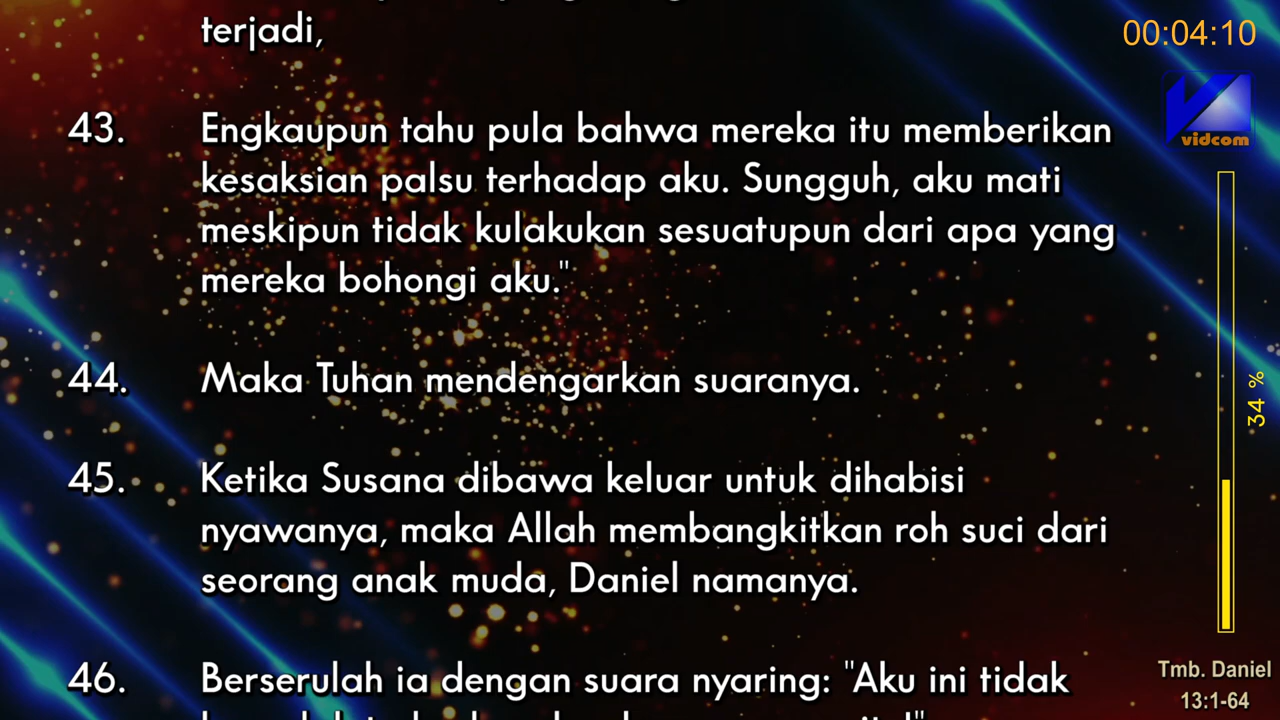 terjadi,
00:04:10
vidcom
43. Engkaupun tahu pula bahwa mereka itu memberikan
kesaksian palsu terhadap aku. Sungguh, aku mati
meskipun tidak kulakukan sesuatupun dari apa yang
mereka bohongi aku."
44. Maka Tuhan mendengarkan suaranya.
34 %
45. Ketika Susana dibawa keluar untuk dihabisi
nyawanya, maka Allah membangkitkan roh suci dari
seorang anak muda, Daniel namanya.
46. Berserulah ia dengan suara nyaring: "Aku ini tidak
Tmb. Daniel
13:1-64